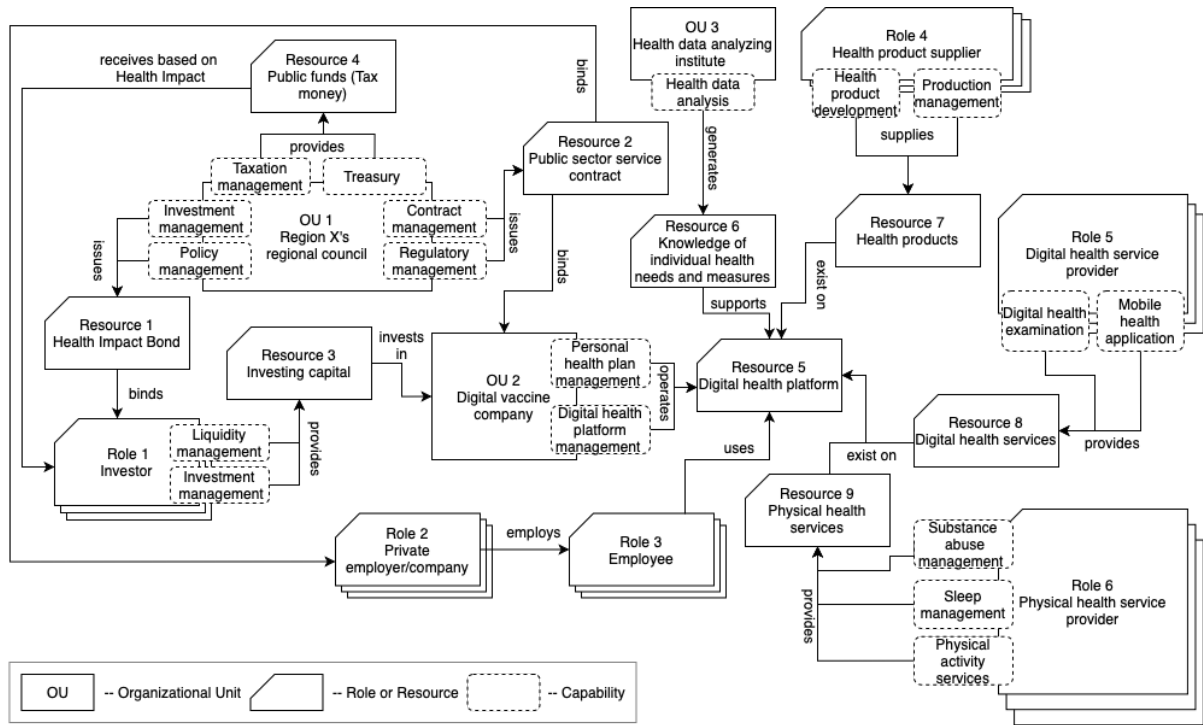 receives based on
Health Impact
Resource 4
Public funds (Tax
money)
binds
OU 3
Health data analyzing
institute
Health data
analysis
Role 4
Health product supplier
Health
product
development
Production
management
provides
generates
supplies
Taxation
management
Treasury
Resource 2
Public sector service
contract
Investment
management
OU 1
Region X's
regional council
Contract
management
Policy
management
Regulatory
management
issues
issues
binds
Resource 6
Knowledge of
individual health
needs and measures
Resource 7
Health products
Role 5
Digital health service
provider
Digital health
examination
Mobile
health
application
supports
exist on
Resource 1
Health Impact Bond
Resource 3
Investing capital
invests
in
OU 2
Digital vaccine
company
Personal
health plan
management
Digital health
platform
management
operates
Resource 5
Digital health platform
binds
Role 1
Investor
Liquidity
management
Investment
management
provides
uses
exist on
Resource 8
Digital health services
provides
Resource 9
Physical health
services
Role 2
Private
employer/company
employs
Role 3
Employee
Substance
abuse
management
Sleep
management
Physical
activity
services
provides
Role 6
Physical health service
provider
OU
-- Organizational Unit
-- Role or Resource
-- Capability